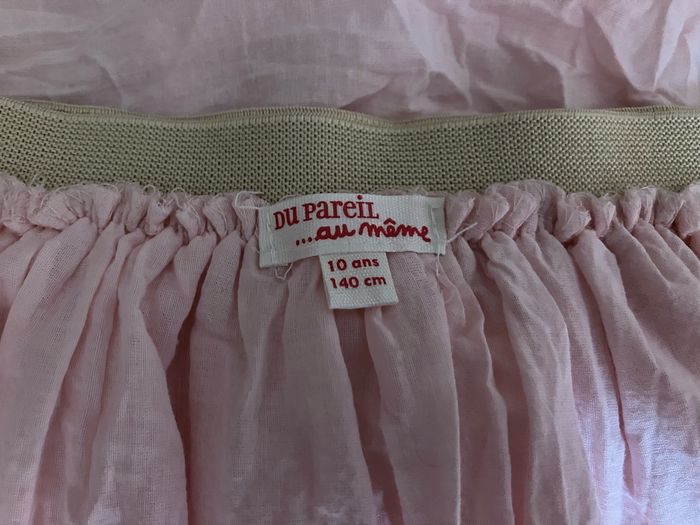 DU PAREIL
...au même
10 ans
140 cm